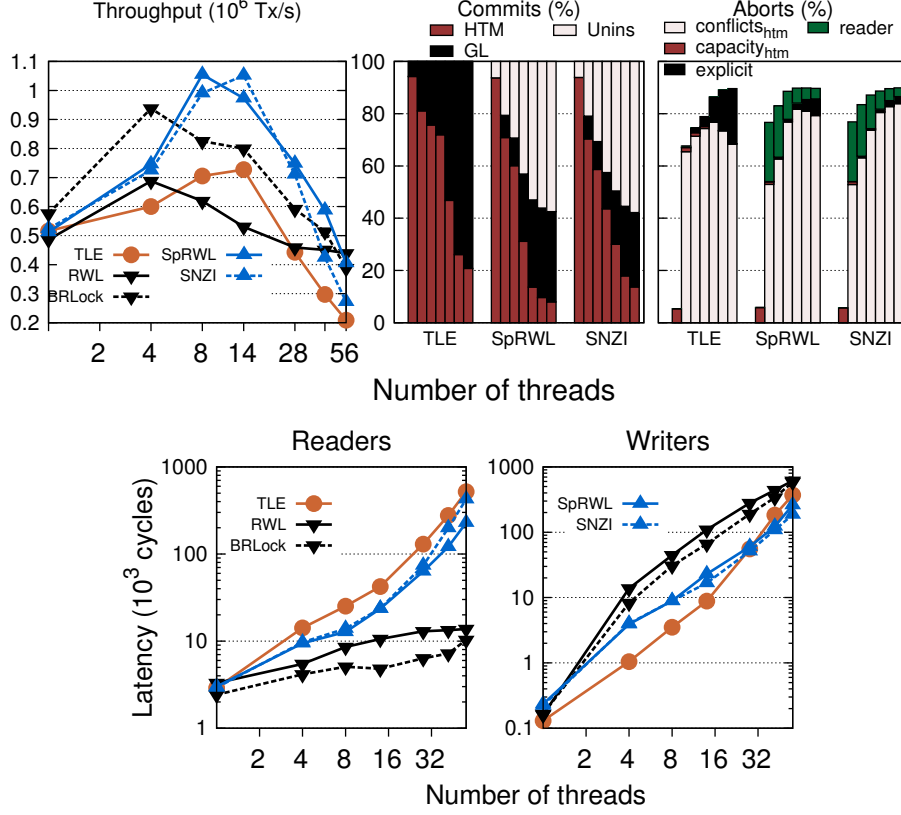 Throughput (10⁶ Tx/s)
1.1
1
0.9
0.8
0.7
0.6
0.5
0.4
0.3
0.2
TLE
RWL
BRLock
SpRWL
SNZI
2 4 8 14 28 56
Commits (%)
HTM
GL
Unins
100
80
60
40
20
0
TLE SpRWL SNZI
Aborts (%)
conflicts_htm
capacity_htm
explicit
reader
TLE SpRWL SNZI
Number of threads
Readers
Latency (10³ cycles)
1000
100
10
1
TLE
RWL
BRLock
2 4 8 16 32
Writers
1000
100
10
1
0.1
SpRWL
SNZI
2 4 8 16 32
Number of threads